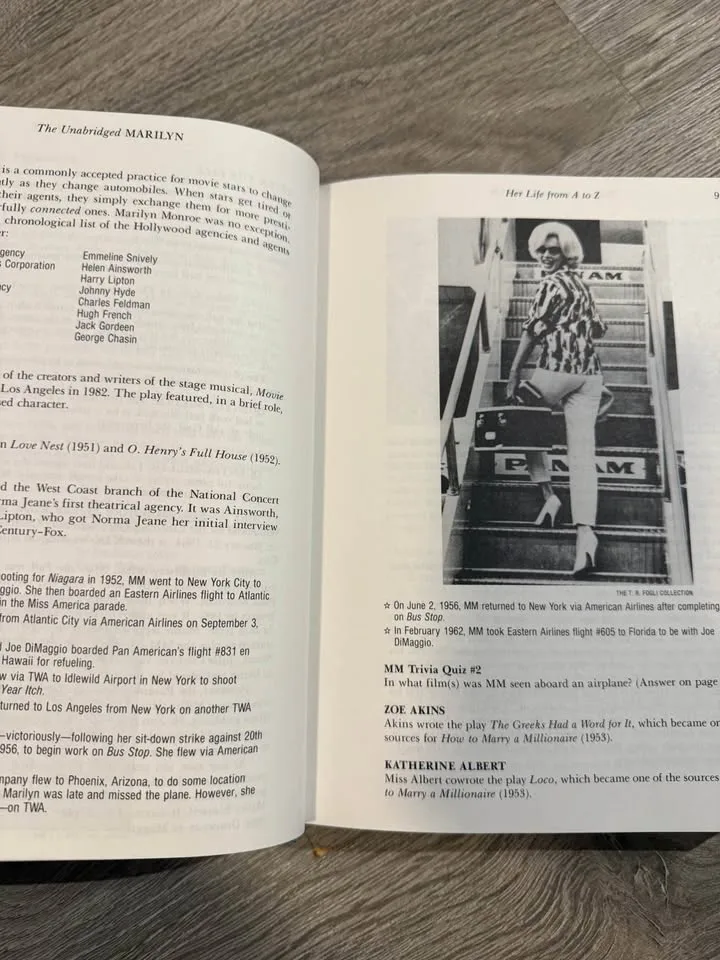 The Unabridged MARILYN
is a commonly accepted practice for movie stars to change
tly as they change automobiles. When stars get tired of
their agents, they simply exchange them for more presti-
fully connected ones. Marilyn Monroe was no exception.
chronological list of the Hollywood agencies and agents
r:
gency Emmeline Snively
s Corporation Helen Ainsworth
Harry Lipton
cy Johnny Hyde
Charles Feldman
Hugh French
Jack Gordeen
George Chasin
of the creators and writers of the stage musical, Movie
Los Angeles in 1982. The play featured, in a brief role,
ed character.
n Love Nest (1951) and O. Henry's Full House (1952).
d the West Coast branch of the National Concert
ma Jeane's first theatrical agency. It was Ainsworth,
Lipton, who got Norma Jeane her initial interview
Century–Fox.
ooting for Niagara in 1952, MM went to New York City to
ggio. She then boarded an Eastern Airlines flight to Atlantic
in the Miss America parade.
from Atlantic City via American Airlines on September 3.
d Joe DiMaggio boarded Pan American's flight #831 en
Hawaii for refueling.
w via TWA to Idlewild Airport in New York to shoot
Year Itch.
turned to Los Angeles from New York on another TWA
–victoriously—following her sit-down strike against 20th
956, to begin work on Bus Stop. She flew via American
mpany flew to Phoenix, Arizona, to do some location
Marilyn was late and missed the plane. However, she
—on TWA.
Her Life from A to Z 9
PAN AM
PAN AM
THE T. R. FOGLI COLLECTION
☆ On June 2, 1956, MM returned to New York via American Airlines after completing
on Bus Stop.
☆ In February 1962, MM took Eastern Airlines flight #605 to Florida to be with Joe
DiMaggio.
MM Trivia Quiz #2
In what film(s) was MM seen aboard an airplane? (Answer on page
ZOE AKINS
Akins wrote the play The Greeks Had a Word for It, which became or
sources for How to Marry a Millionaire (1953).
KATHERINE ALBERT
Miss Albert cowrote the play Loco, which became one of the sources
to Marry a Millionaire (1953).